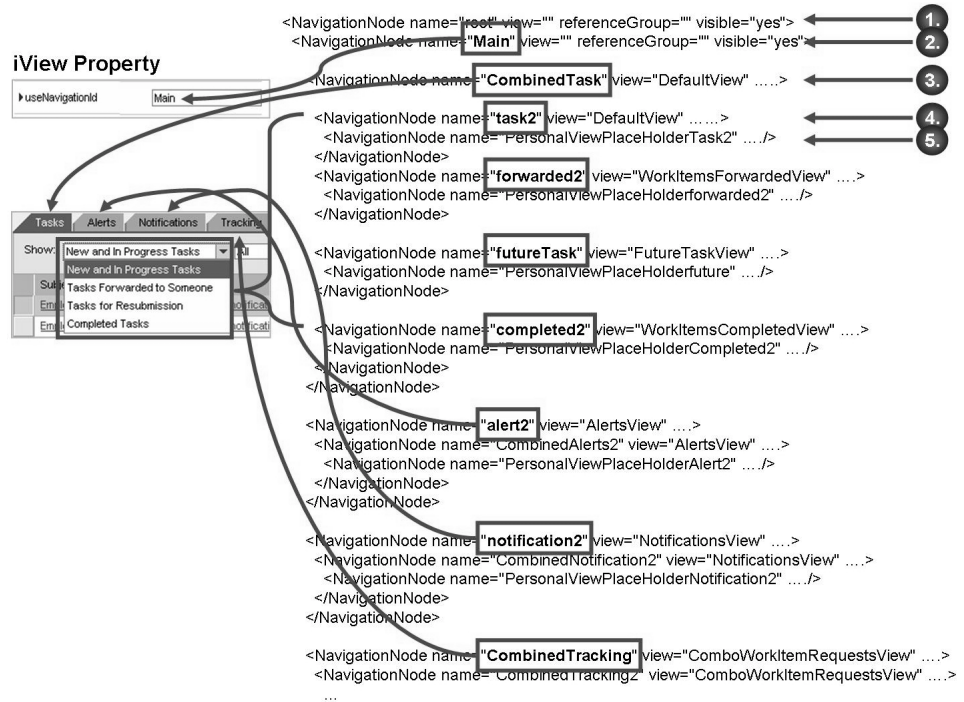 <NavigationNode name="root" view="" referenceGroup="" visible="yes">
1.
<NavigationNode name="Main" view="" referenceGroup="" visible="yes">
2.
iView Property
useNavigationId Main
<NavigationNode name="CombinedTask" view="DefaultView" ….>
3.
<NavigationNode name="task2" view="DefaultView" ……>
4.
<NavigationNode name="PersonalViewPlaceHolderTask2" …./>
5.
</NavigationNode>
<NavigationNode name="forwarded2" view="WorkItemsForwardedView" ….>
<NavigationNode name="PersonalViewPlaceHolderforwarded2" …./>
</NavigationNode>
<NavigationNode name="futureTask" view="FutureTaskView" ….>
<NavigationNode name="PersonalViewPlaceHolderfuture" …./>
</NavigationNode>
<NavigationNode name="completed2" view="WorkItemsCompletedView" ….>
<NavigationNode name="PersonalViewPlaceHolderCompleted2" …./>
</NavigationNode>
</NavigationNode>
Tasks Alerts Notifications Tracking
Show: New and In Progress Tasks All
New and In Progress Tasks
Tasks Forwarded to Someone
Tasks for Resubmission
Completed Tasks
<NavigationNode name="alert2" view="AlertsView" ….>
<NavigationNode name="CombinedAlerts2" view="AlertsView" ….>
<NavigationNode name="PersonalViewPlaceHolderAlert2" …./>
</NavigationNode>
</NavigationNode>
<NavigationNode name="notification2" view="NotificationsView" ….>
<NavigationNode name="CombinedNotification2" view="NotificationsView" ….>
<NavigationNode name="PersonalViewPlaceHolderNotification2" …./>
</NavigationNode>
</NavigationNode>
<NavigationNode name="CombinedTracking" view="ComboWorkItemRequestsView" ….>
<NavigationNode name="CombinedTracking2" view="ComboWorkItemRequestsView" ….>
…